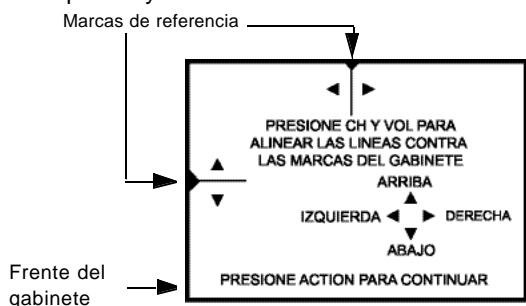 Marcas de referencia
PRESIONE CH Y VOL PARA
ALINEAR LAS LINEAS CONTRA
LAS MARCAS DEL GABINETE
ARRIBA
IZQUIERDA DERECHA
ABAJO
PRESIONE ACTION PARA CONTINUAR
Frente del
gabinete